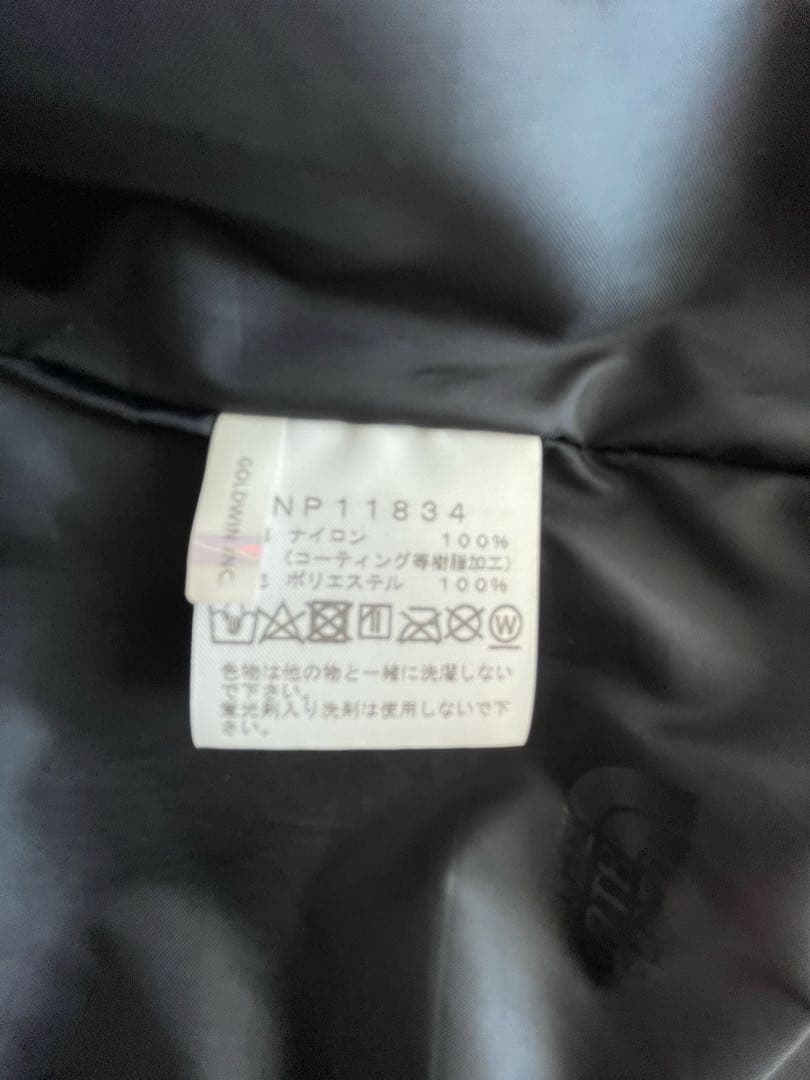 GOLDWIN INC
NP11834
ナイロン 100%
(コーティング等樹脂加工)
ポリエステル 100%
W
色物は他の物と一緒に洗濯しない
で下さい。
蛍光剤入り洗剤は使用しないで下
さい。